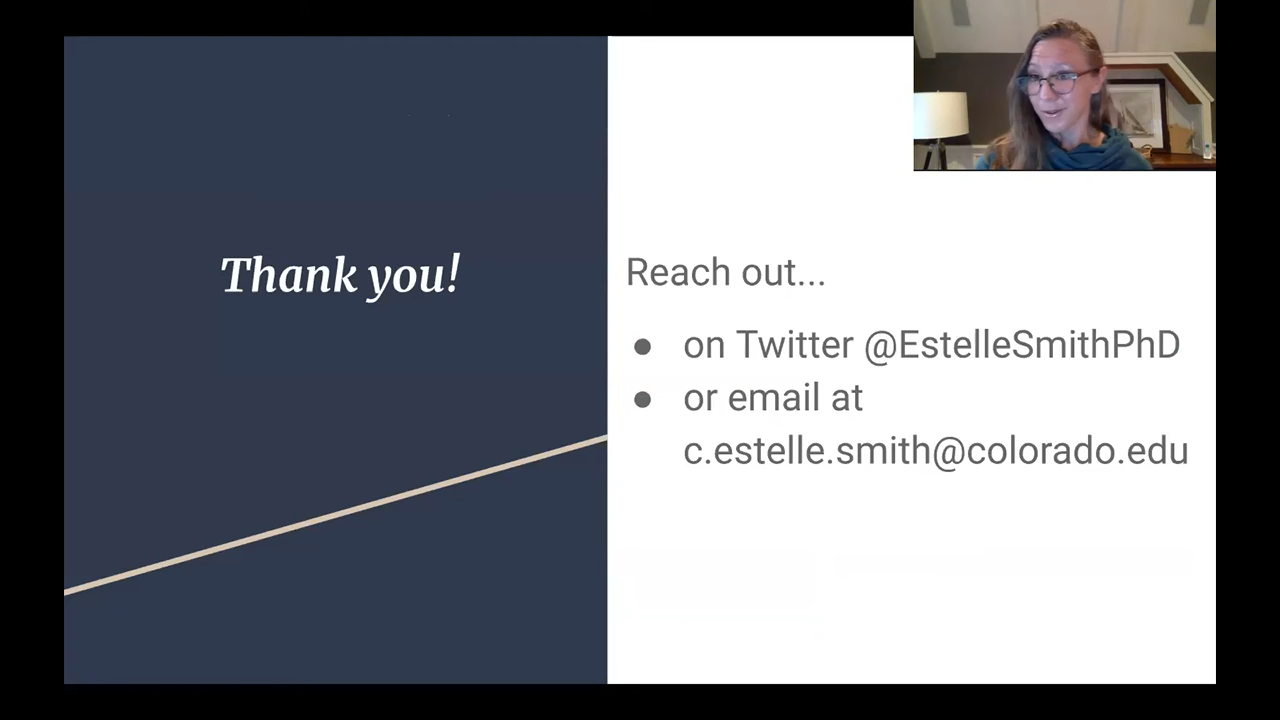 Thank you!
Reach out...
● on Twitter @EstelleSmithPhD
● or email at
c.estelle.smith@colorado.edu